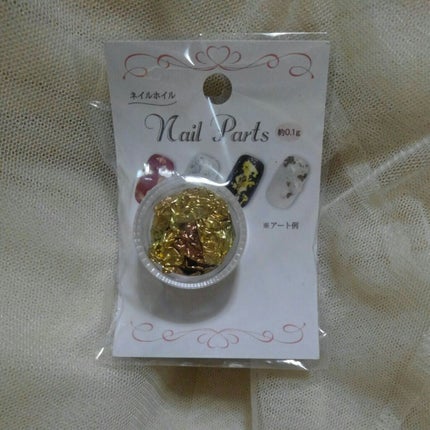 ネイルホイル
Nail Parts
約0.1g
※アート例